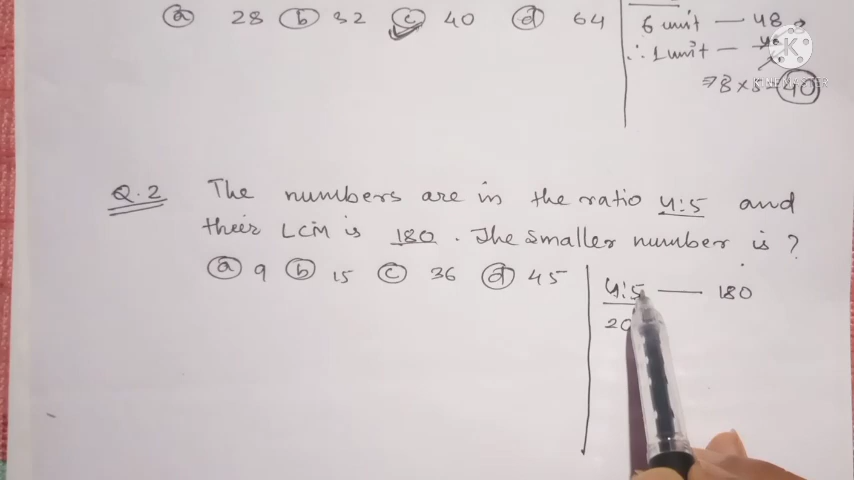 ⓐ 28 ⓑ 32 ⓒ 40 ⓓ 64
6 unit — 48
∴ 1 unit —
⇒ 8 × 5 = 40
KINEMASTER
Q.2 The numbers are in the ratio 4:5 and
their LCM is 180. The smaller number is ?
ⓐ 9 ⓑ 15 ⓒ 36 ⓓ 45
4:5 — 180
20